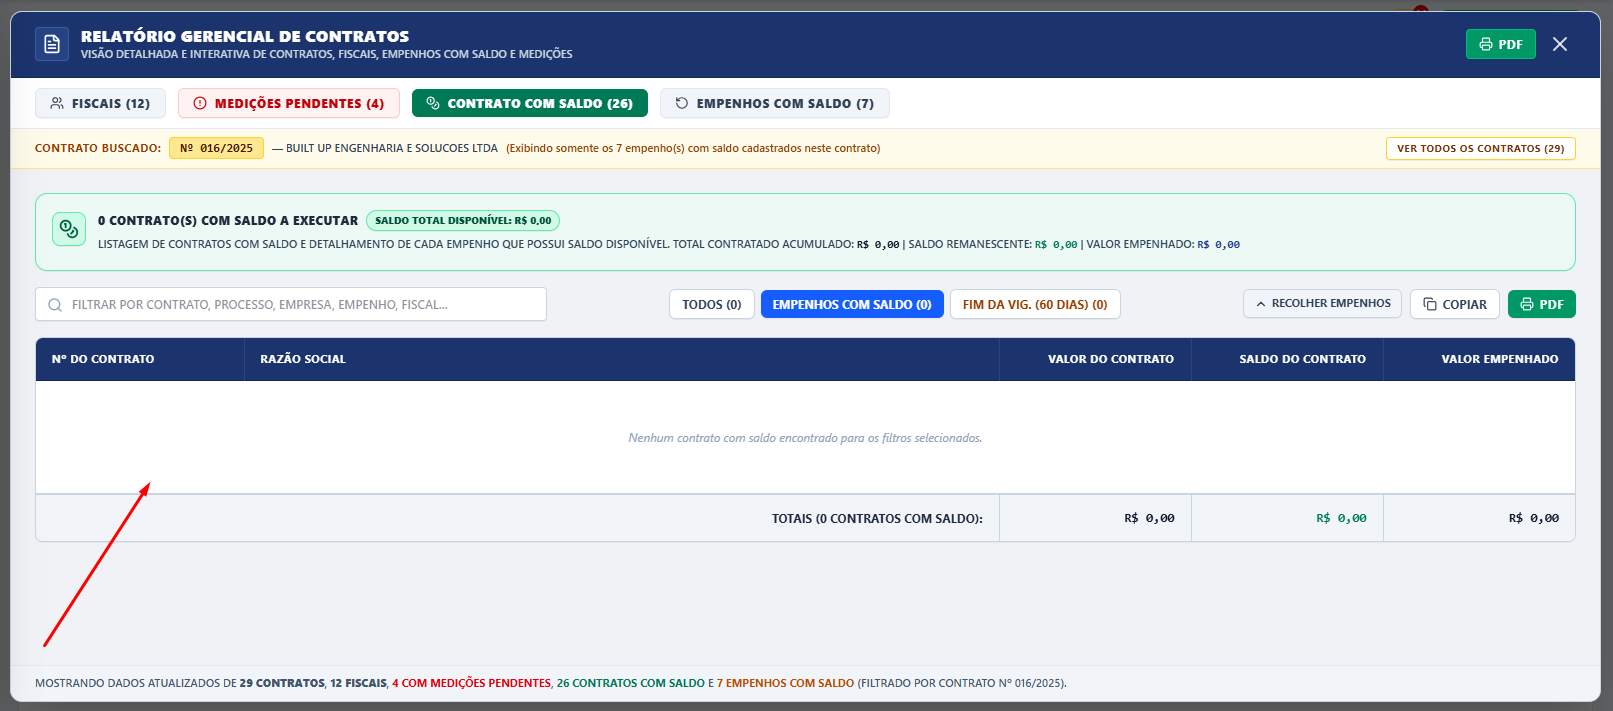 RELATÓRIO GERENCIAL DE CONTRATOS
VISÃO DETALHADA E INTERATIVA DE CONTRATOS, FISCAIS, EMPENHOS COM SALDO E MEDIÇÕES
PDF
FISCAIS (12)
MEDIÇÕES PENDENTES (4)
CONTRATO COM SALDO (26)
EMPENHOS COM SALDO (7)
CONTRATO BUSCADO: Nº 016/2025 — BUILT UP ENGENHARIA E SOLUCOES LTDA (Exibindo somente os 7 empenho(s) com saldo cadastrados neste contrato)
VER TODOS OS CONTRATOS (29)
0 CONTRATO(S) COM SALDO A EXECUTAR SALDO TOTAL DISPONÍVEL: R$ 0,00
LISTAGEM DE CONTRATOS COM SALDO E DETALHAMENTO DE CADA EMPENHO QUE POSSUI SALDO DISPONÍVEL. TOTAL CONTRATADO ACUMULADO: R$ 0,00 | SALDO REMANESCENTE: R$ 0,00 | VALOR EMPENHADO: R$ 0,00
FILTRAR POR CONTRATO, PROCESSO, EMPRESA, EMPENHO, FISCAL...
TODOS (0)
EMPENHOS COM SALDO (0)
FIM DA VIG. (60 DIAS) (0)
RECOLHER EMPENHOS
COPIAR
PDF
Nº DO CONTRATO RAZÃO SOCIAL VALOR DO CONTRATO SALDO DO CONTRATO VALOR EMPENHADO
Nenhum contrato com saldo encontrado para os filtros selecionados.
TOTAIS (0 CONTRATOS COM SALDO): R$ 0,00 R$ 0,00 R$ 0,00
MOSTRANDO DADOS ATUALIZADOS DE 29 CONTRATOS, 12 FISCAIS, 4 COM MEDIÇÕES PENDENTES, 26 CONTRATOS COM SALDO E 7 EMPENHOS COM SALDO (FILTRADO POR CONTRATO Nº 016/2025).